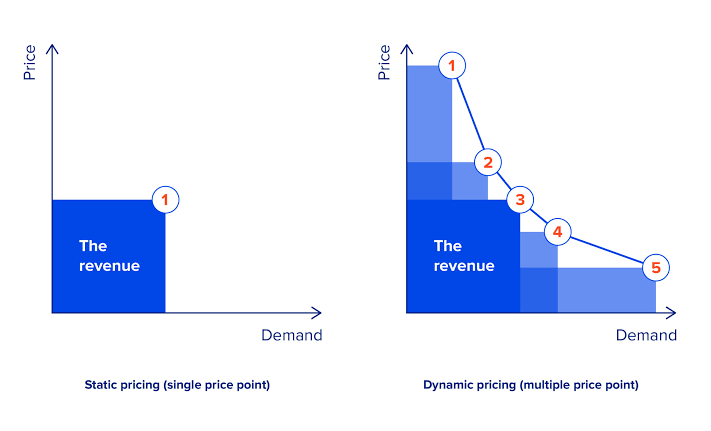 Price
1
The
revenue
Demand
Static pricing (single price point)
Price
1
2
3
4
5
The
revenue
Demand
Dynamic pricing (multiple price point)